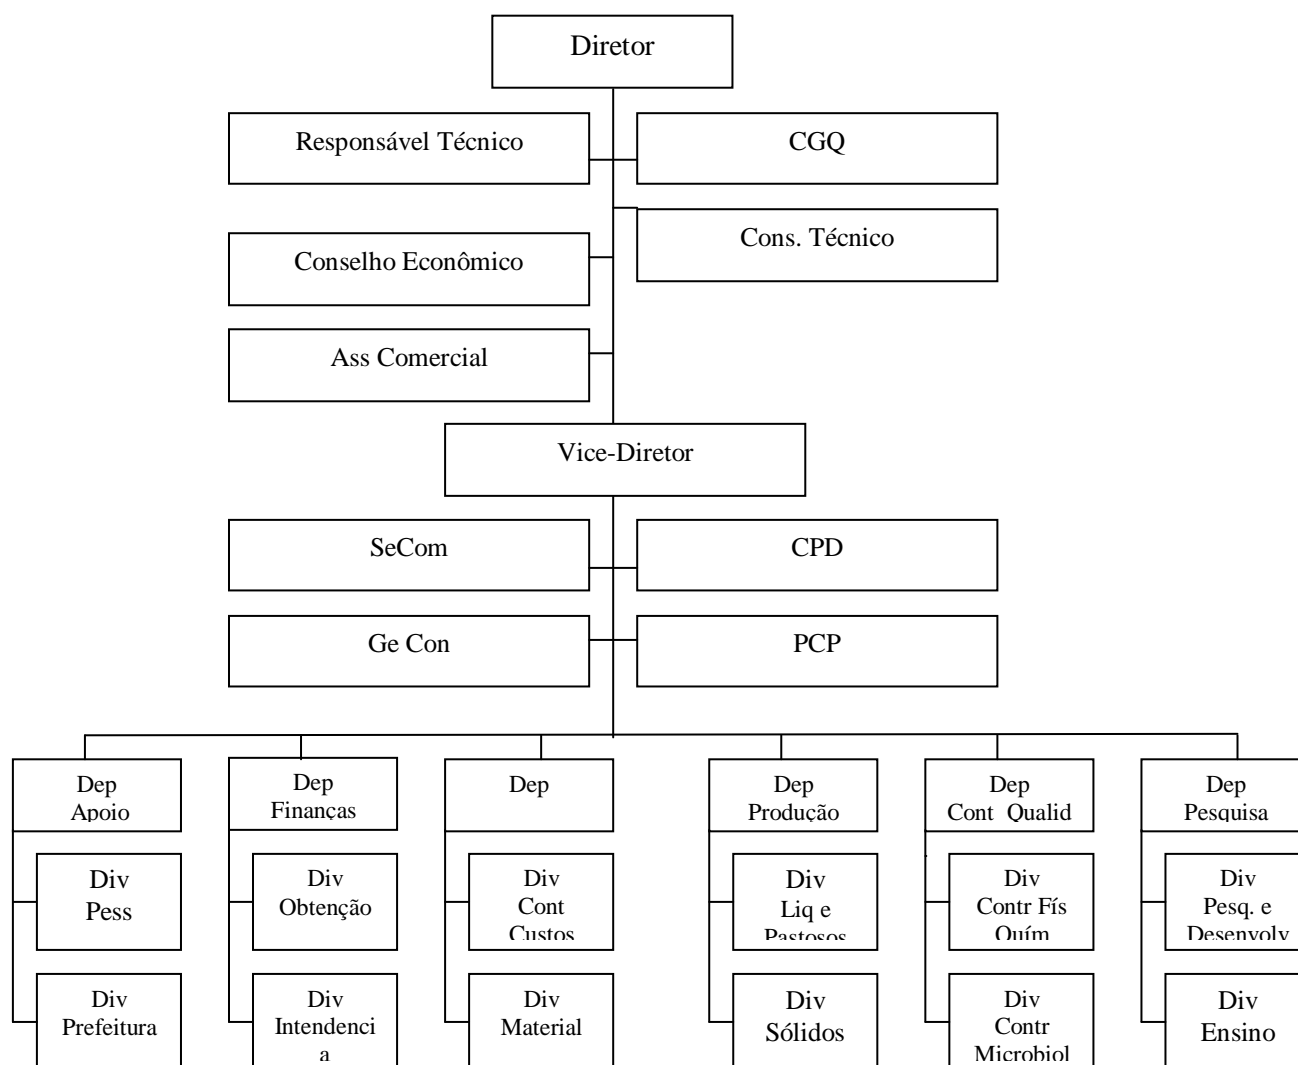 Diretor
Responsável Técnico
CGQ
Cons. Técnico
Conselho Econômico
Ass Comercial
Vice-Diretor
SeCom
CPD
Ge Con
PCP
Dep
Apoio
Dep
Finanças
Dep
Dep
Produção
Dep
Cont Qualid
Dep
Pesquisa
Div
Pess
Div
Obtenção
Div
Cont
Custos
Div
Liq e
Pastosos
Div
Contr Fís
Quím
Div
Pesq. e
Desenvolv
Div
Prefeitura
Div
Intendenci
a
Div
Material
Div
Sólidos
Div
Contr
Microbiol
Div
Ensino